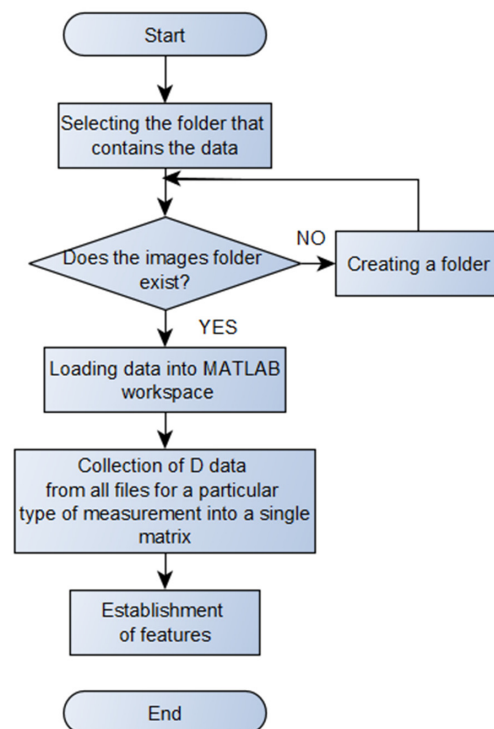 Start
Selecting the folder that
contains the data
Does the images folder
exist?
NO
Creating a folder
YES
Loading data into MATLAB
workspace
Collection of D data
from all files for a particular
type of measurement into a single
matrix
Establishment
of features
End